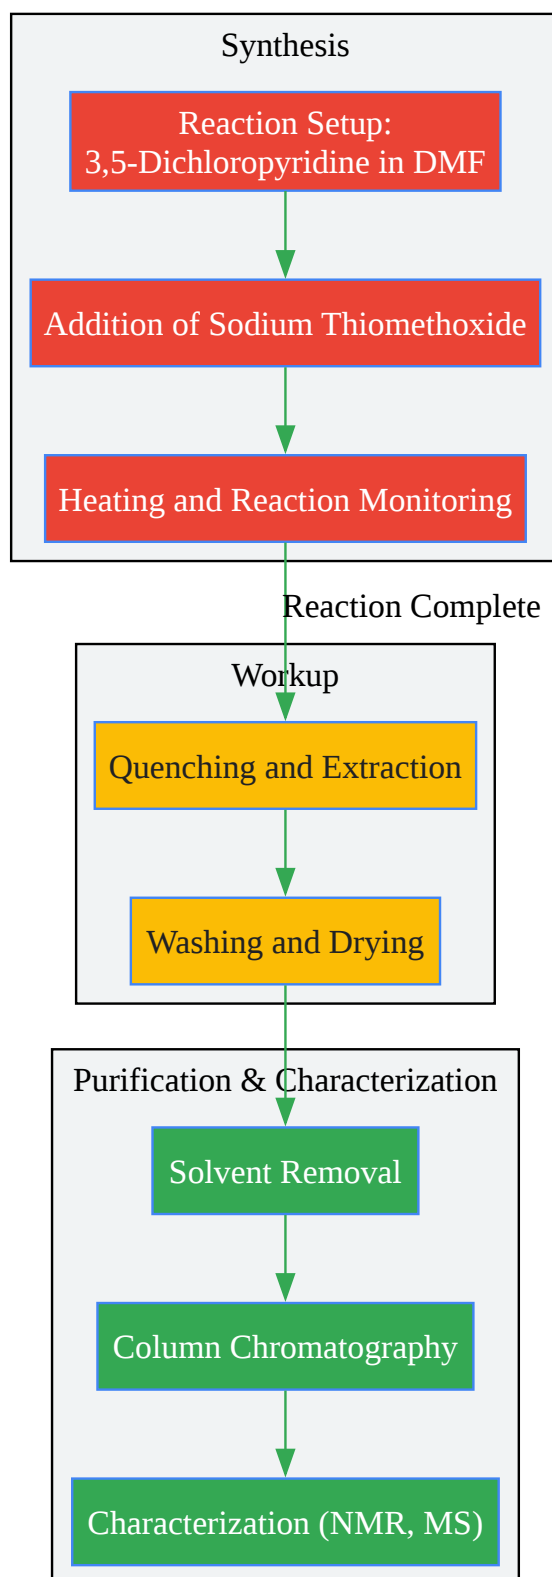 Synthesis
Reaction Setup:
3,5-Dichloropyridine in DMF
Addition of Sodium Thiomethoxide
Heating and Reaction Monitoring
Reaction Complete
Workup
Quenching and Extraction
Washing and Drying
Purification & Characterization
Solvent Removal
Column Chromatography
Characterization (NMR, MS)